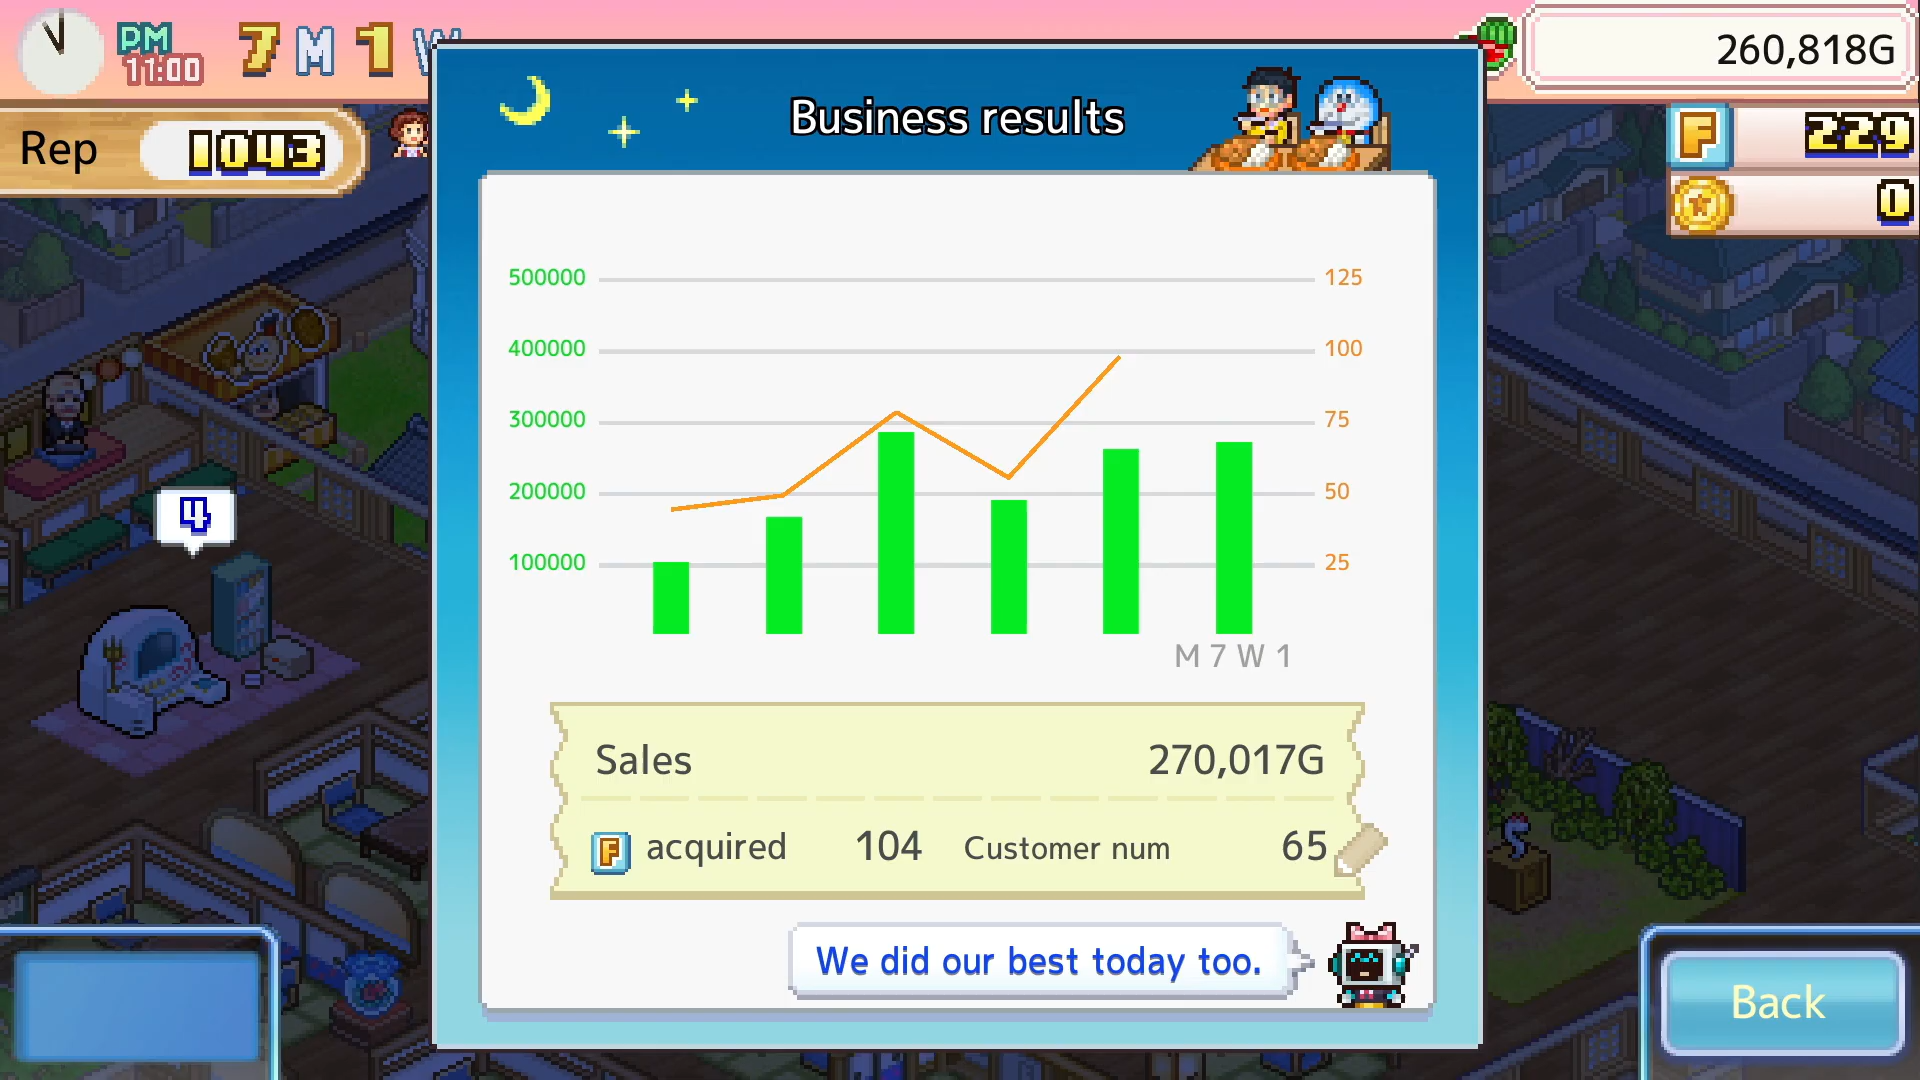 PM
11:00
7 M 1 W
260,818G
Rep 1043
F 229
0
Business results
500000 125
400000 100
300000 75
200000 50
100000 25
M 7 W 1
4
Sales 270,017G
F acquired 104 Customer num 65
We did our best today too.
Back